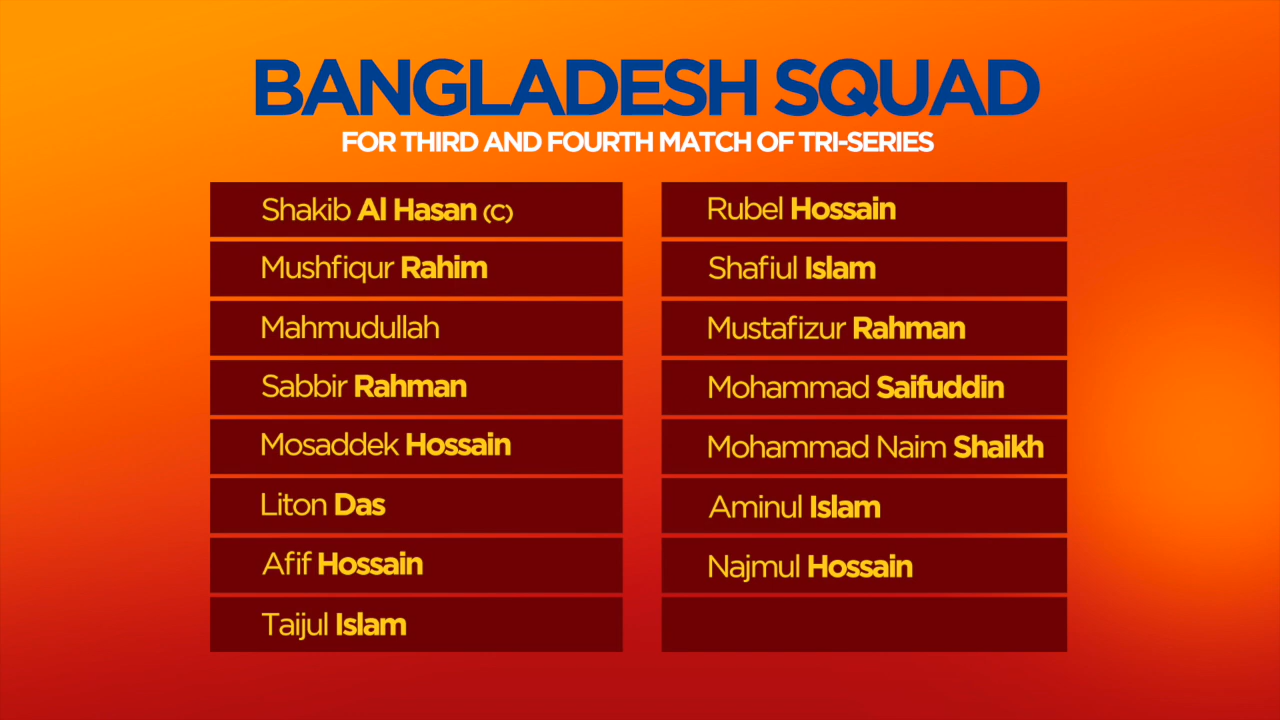 BANGLADESH SQUAD
FOR THIRD AND FOURTH MATCH OF TRI-SERIES
Shakib Al Hasan (C)
Mushfiqur Rahim
Mahmudullah
Sabbir Rahman
Mosaddek Hossain
Liton Das
Afif Hossain
Taijul Islam
Rubel Hossain
Shafiul Islam
Mustafizur Rahman
Mohammad Saifuddin
Mohammad Naim Shaikh
Aminul Islam
Najmul Hossain